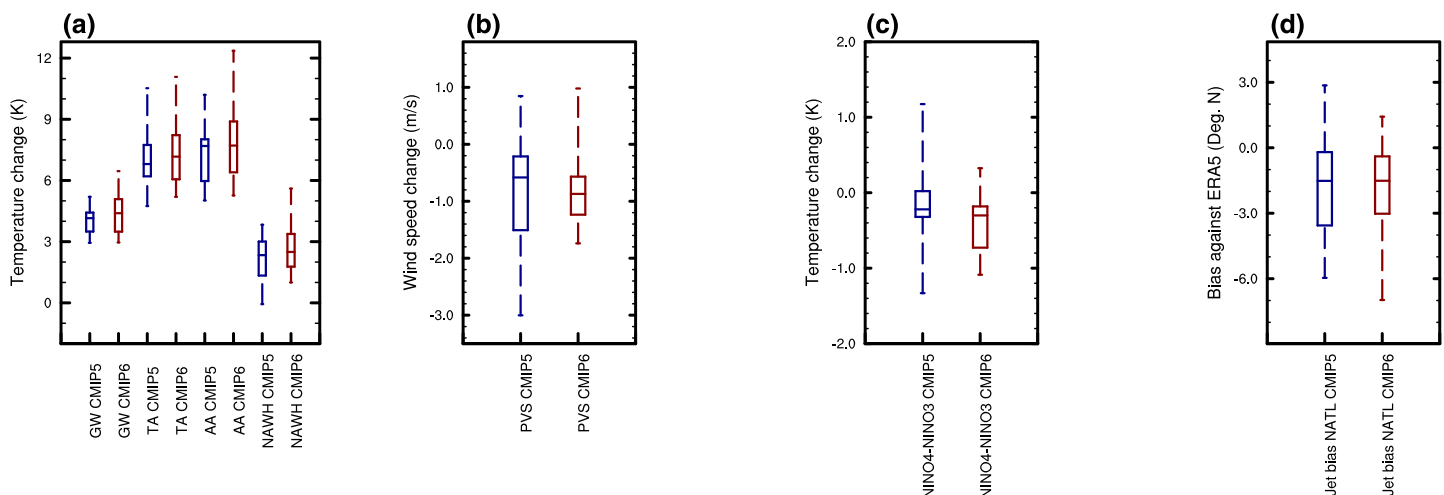 (a)
Temperature change (K)
12
9
6
3
0
GW CMIP5
GW CMIP6
TA CMIP5
TA CMIP6
AA CMIP5
AA CMIP6
NAWH CMIP5
NAWH CMIP6
(b)
Wind speed change (m/s)
1.0
0.0
-1.0
-2.0
-3.0
PVS CMIP5
PVS CMIP6
(c)
Temperature change (K)
2.0
1.0
0.0
-1.0
-2.0
NINO4-NINO3 CMIP5
NINO4-NINO3 CMIP6
(d)
Bias against ERA5 (Deg. N)
3.0
0.0
-3.0
-6.0
Jet bias NATL CMIP5
Jet bias NATL CMIP6